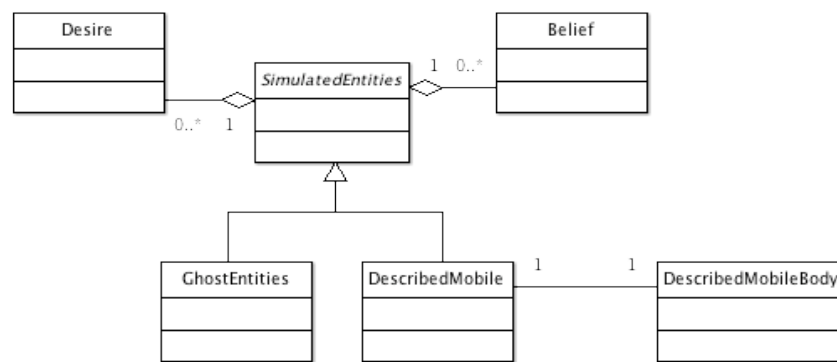 Desire
Belief
SimulatedEntities
1 0..*
0..* 1
GhostEntities
DescribedMobile
1 1
DescribedMobileBody